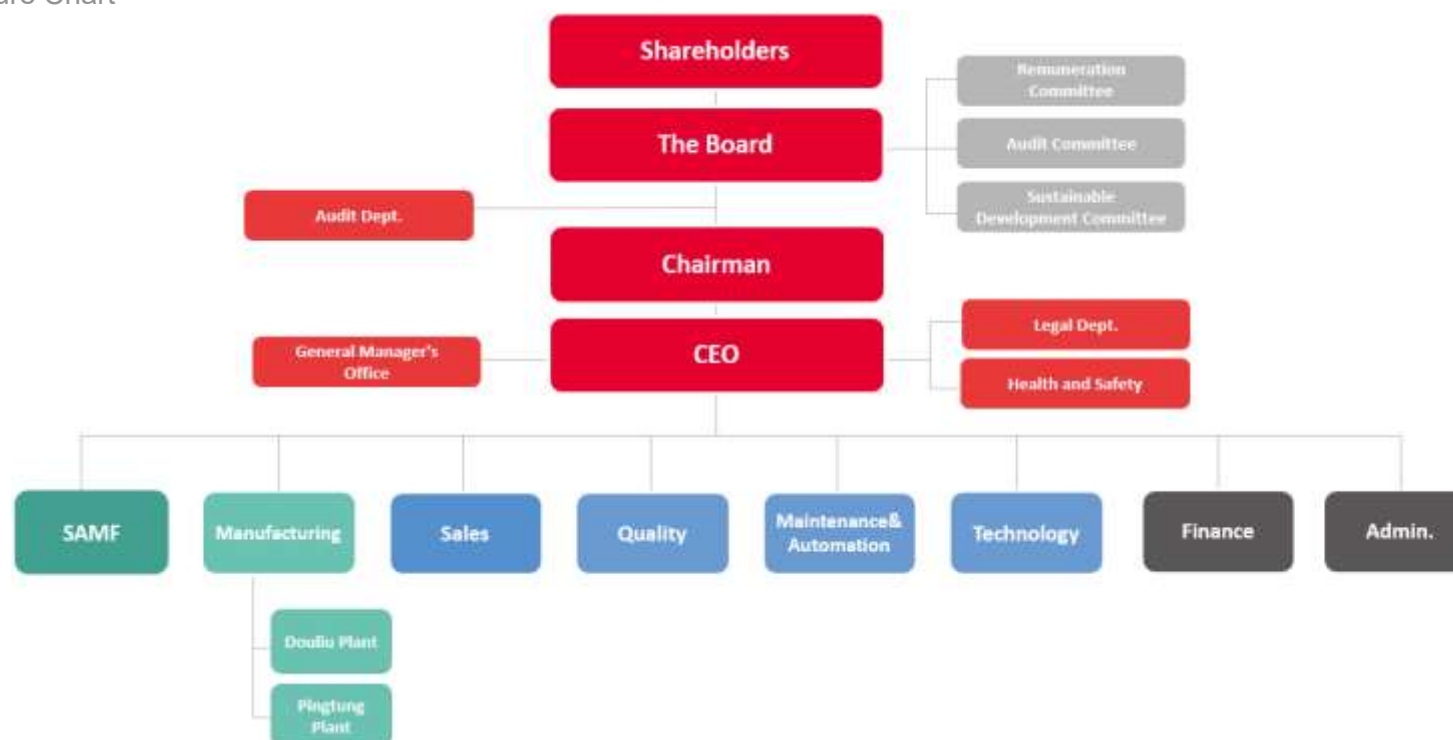 Chart
Shareholders
Remuneration
Committee
The Board
Audit Committee
Sustainable
Development Committee
Audit Dept.
Chairman
Legal Dept.
General Manager's
Office
CEO
Health and Safety
SAMF
Manufacturing
Sales
Quality
Maintenance&
Automation
Technology
Finance
Admin.
Douliu Plant
Pingtung
Plant